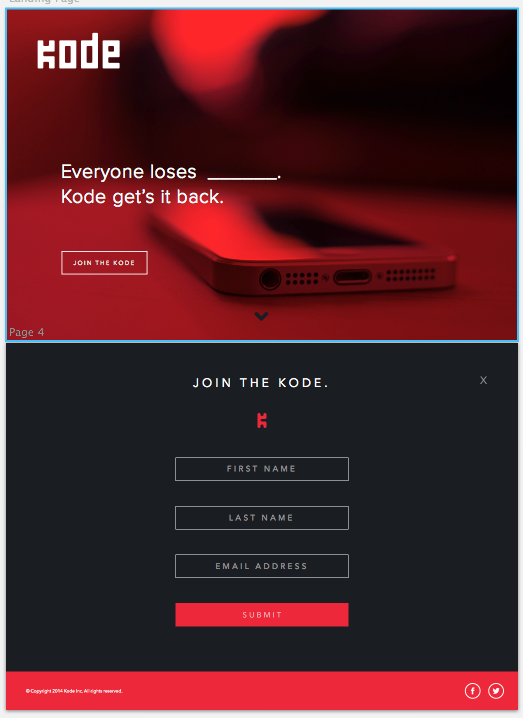 Landing Page
kode
Everyone loses _______.
Kode get's it back.
JOIN THE KODE
Page 4
JOIN THE KODE.
X
FIRST NAME
LAST NAME
EMAIL ADDRESS
SUBMIT
© Copyright 2014 Kode Inc. All rights reserved.